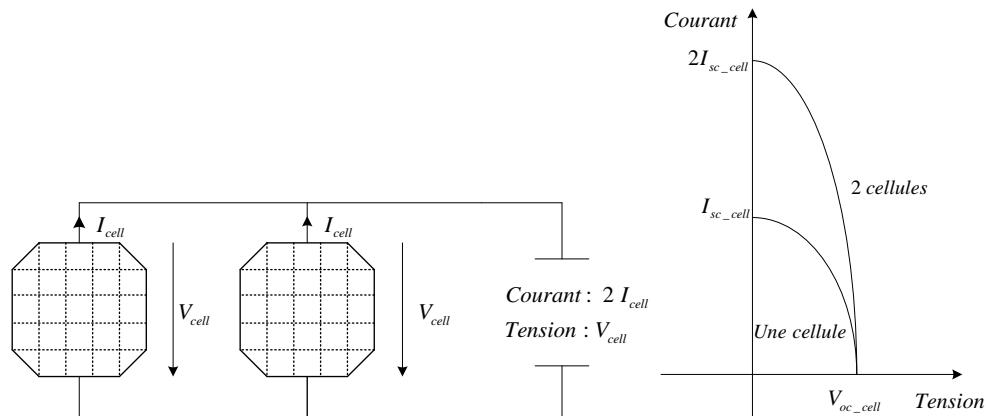 I_cell
V_cell
I_cell
V_cell
Courant : 2 I_cell
Tension : V_cell
Courant
2I_sc_cell
2 cellules
I_sc_cell
Une cellule
V_oc_cell
Tension